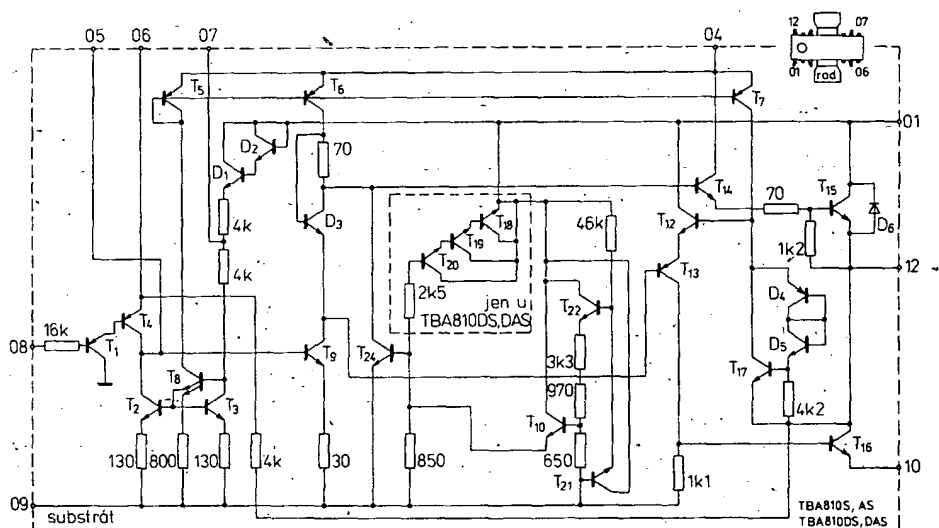 05 06 07 04
12 07
01 rad 06
T5 T6 T7
01
D2
70
D1
T14 T15
4k D3 70
T18 46k T12 D6
T19 1k2
T20 12
4k T13
2k5 T22 D4
jen u
TBA810DS,DAS
16k T4
08 T1 T9 T24 3k3 D5
T8 T17
970
T2 T3 T10 4k2
T16
130 800 130 4k 30 850 650 10
T21 1k1
09
substrát
TBA810S, AS
TBA810DS,DAS